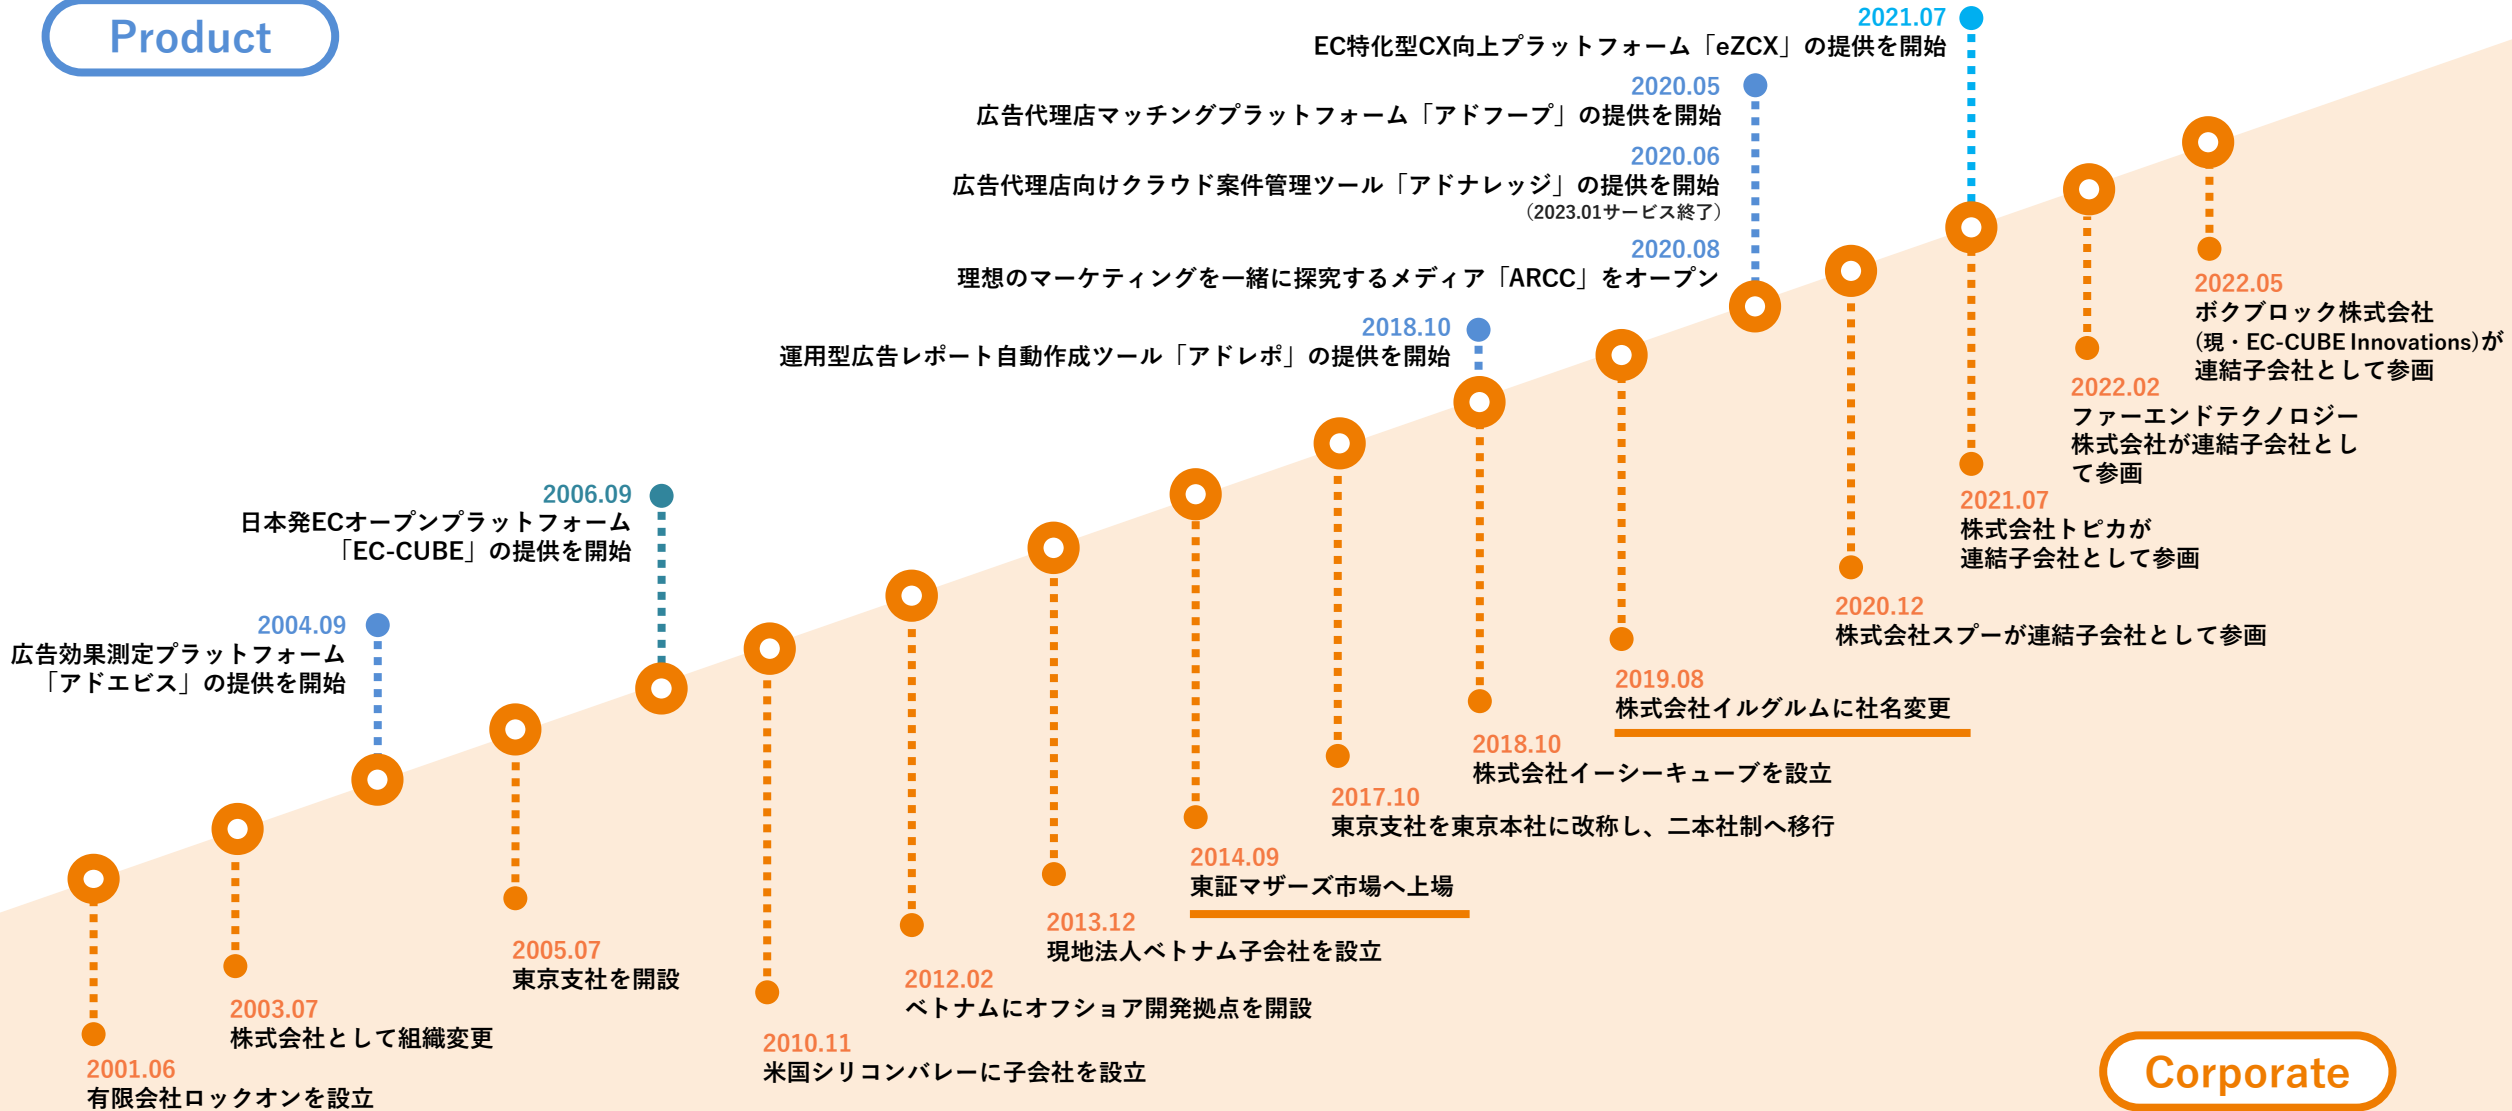 Product
2021.07
EC特化型CX向上プラットフォーム「eZCX」の提供を開始
2020.05
広告代理店マッチングプラットフォーム「アドフープ」の提供を開始
2020.06
広告代理店向けクラウド案件管理ツール「アドナレッジ」の提供を開始
（2023.01サービス終了）
2020.08
理想のマーケティングを一緒に探究するメディア「ARCC」をオープン
2018.10
運用型広告レポート自動作成ツール「アドレポ」の提供を開始
2006.09
日本発ECオープンプラットフォーム
「EC-CUBE」の提供を開始
2004.09
広告効果測定プラットフォーム
「アドエビス」の提供を開始
2001.06
有限会社ロックオンを設立
2003.07
株式会社として組織変更
2005.07
東京支社を開設
2010.11
米国シリコンバレーに子会社を設立
2012.02
ベトナムにオフショア開発拠点を開設
2013.12
現地法人ベトナム子会社を設立
2014.09
東証マザーズ市場へ上場
2017.10
東京支社を東京本社に改称し、二本社制へ移行
2018.10
株式会社イーシーキューブを設立
2019.08
株式会社イルグルムに社名変更
2020.12
株式会社スプーが連結子会社として参画
2021.07
株式会社トピカが
連結子会社として参画
2022.02
ファーエンドテクノロジー
株式会社が連結子会社とし
て参画
2022.05
ボクブロック株式会社
(現・EC-CUBE Innovations)が
連結子会社として参画
Corporate